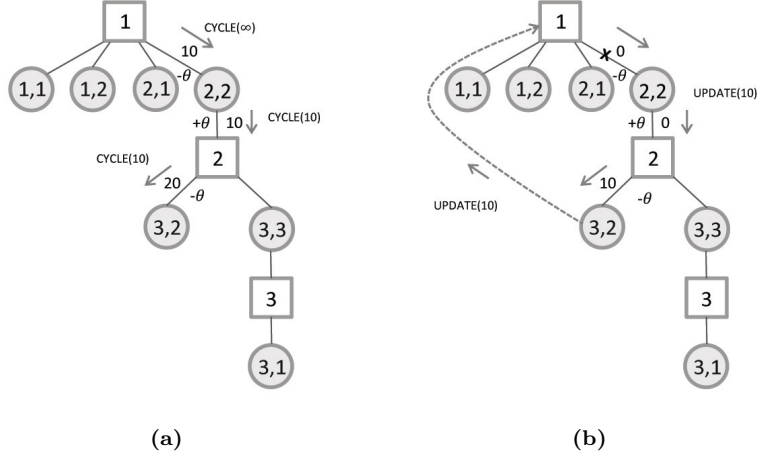 1
CYCLE(∞)
10
-θ
1,1
1,2
2,1
2,2
+θ
10
CYCLE(10)
CYCLE(10)
2
20
-θ
3,2
3,3
3
3,1
(a)
1
x
0
-θ
1,1
1,2
2,1
2,2
UPDATE(10)
+θ
0
2
10
-θ
UPDATE(10)
3,2
3,3
3
3,1
(b)